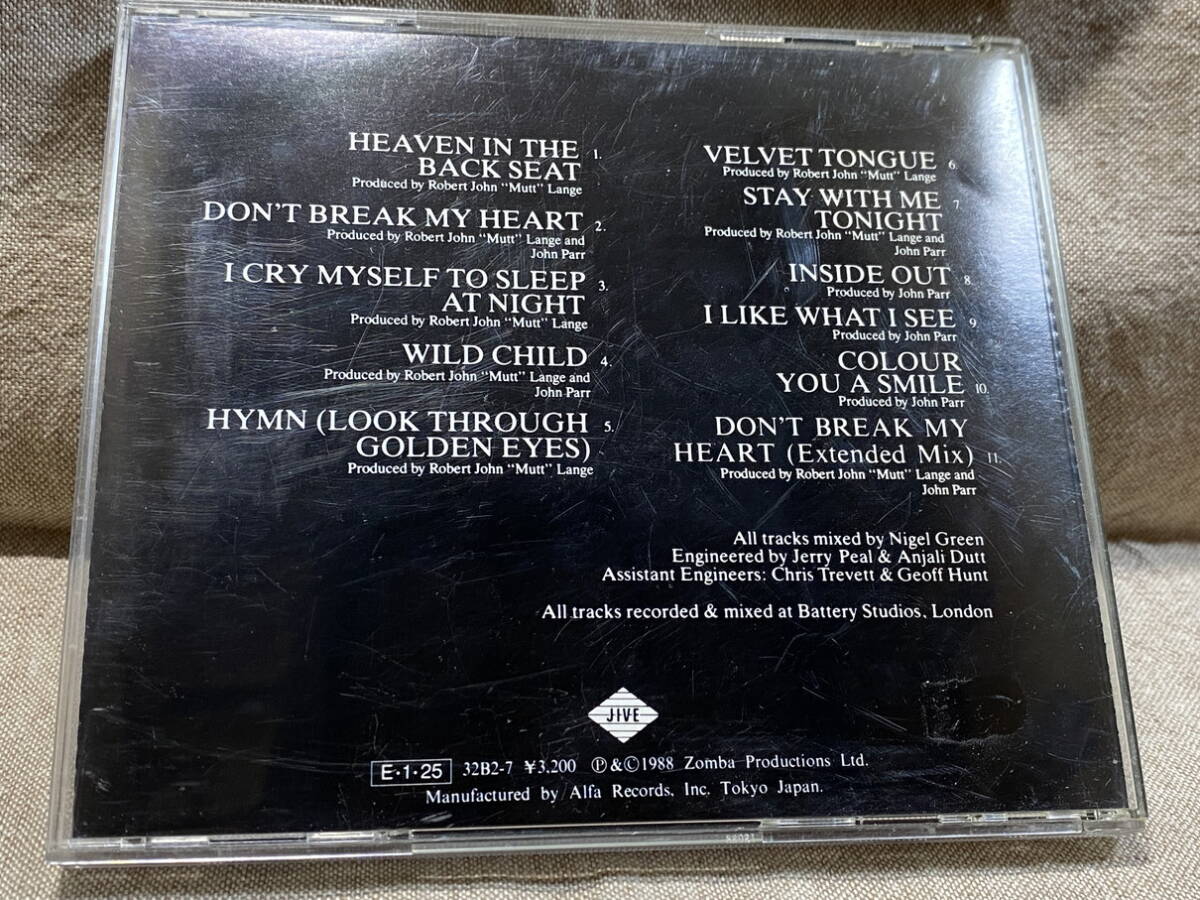 HEAVEN IN THE 1.
BACK SEAT
Produced by Robert John "Mutt" Lange
DON'T BREAK MY HEART 2.
Produced by Robert John "Mutt" Lange and
John Parr
I CRY MYSELF TO SLEEP 3.
AT NIGHT
Produced by Robert John "Mutt" Lange
WILD CHILD 4.
Produced by Robert John "Mutt" Lange and
John Parr
HYMN (LOOK THROUGH 5.
GOLDEN EYES)
Produced by Robert John "Mutt" Lange
VELVET TONGUE 6.
Produced by Robert John "Mutt" Lange
STAY WITH ME 7.
TONIGHT
Produced by Robert John "Mutt" Lange and
John Parr
INSIDE OUT 8.
Produced by John Parr
I LIKE WHAT I SEE 9.
Produced by John Parr
COLOUR
YOU A SMILE 10.
Produced by John Parr
DON'T BREAK MY
HEART (Extended Mix) 11.
Produced by Robert John "Mutt" Lange and
John Parr
All tracks mixed by Nigel Green
Engineered by Jerry Peal & Anjali Dutt
Assistant Engineers: Chris Trevett & Geoff Hunt
All tracks recorded & mixed at Battery Studios, London
JIVE
E·1·25 32B2-7 ¥3,200 Ⓟ&©1988 Zomba Productions Ltd.
Manufactured by Alfa Records, Inc. Tokyo Japan.